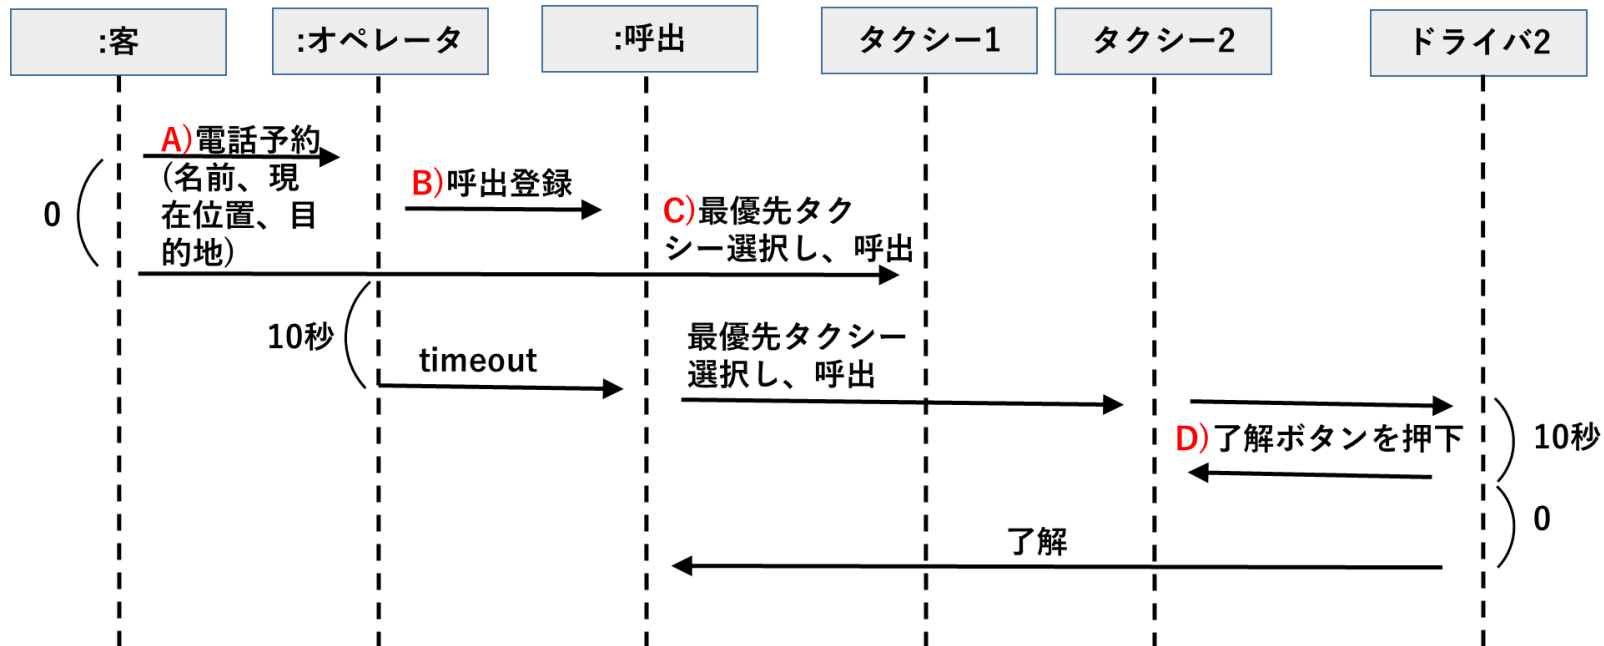 :客
:オペレータ
:呼出
タクシー1
タクシー2
ドライバ2
A)電話予約
(名前、現
在位置、目
的地)
0
B)呼出登録
C)最優先タク
シー選択し、呼出
10秒
timeout
最優先タクシー
選択し、呼出
D)了解ボタンを押下
10秒
0
了解